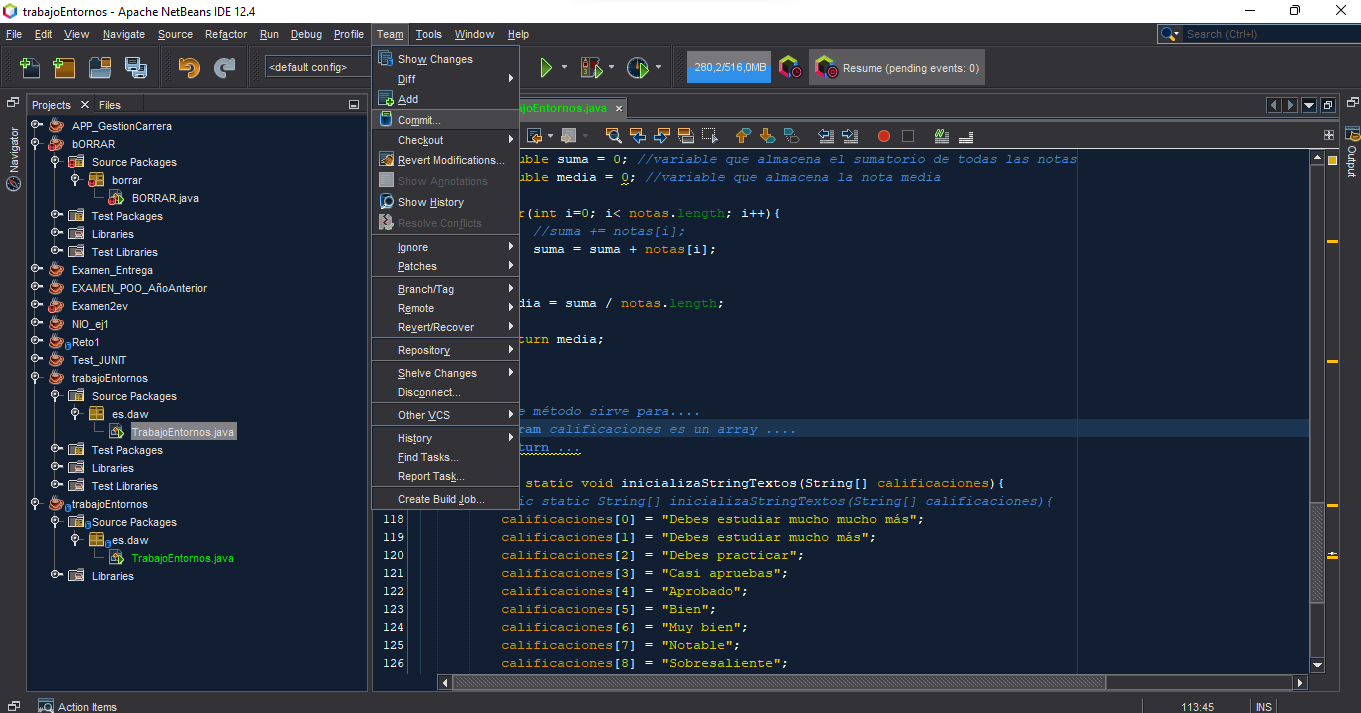 trabajoEntornos - Apache NetBeans IDE 12.4
File Edit View Navigate Source Refactor Run Debug Profile Team Tools Window Help
Search (Ctrl+I)
<default config>
280,2/516,0MB
Resume (pending events: 0)
Projects Files
Navigator
APP_GestionCarrera
bORRAR
Source Packages
borrar
BORRAR.java
Test Packages
Libraries
Test Libraries
Examen_Entrega
EXAMEN_POO_AñoAnterior
Examen2ev
NIO_ej1
Reto1
Test_JUNIT
trabajoEntornos
Source Packages
es.daw
TrabajoEntornos.java
Test Packages
Libraries
Test Libraries
trabajoEntornos
Source Packages
es.daw
TrabajoEntornos.java
Libraries
Show Changes
Diff
Add
Commit...
Checkout
Revert Modifications...
Show Annotations
Show History
Resolve Conflicts
Ignore
Patches
Branch/Tag
Remote
Revert/Recover
Repository
Shelve Changes
Disconnect...
Other VCS
History
Find Tasks...
Report Task...
Create Build Job...
ajoEntornos.java
Output
uble suma = 0; //variable que almacena el sumatorio de todas las notas
uble media = 0; //variable que almacena la nota media
r(int i=0; i< notas.length; i++){
//suma += notas[i];
suma = suma + notas[i];
dia = suma / notas.length;
turn media;
e método sirve para....
ram calificaciones es un array ....
turn ...
static void inicializaStringTextos(String[] calificaciones){
ic static String[] inicializaStringTextos(String[] calificaciones){
118 calificaciones[0] = "Debes estudiar mucho mucho más";
119 calificaciones[1] = "Debes estudiar mucho más";
120 calificaciones[2] = "Debes practicar";
121 calificaciones[3] = "Casi apruebas";
122 calificaciones[4] = "Aprobado";
123 calificaciones[5] = "Bien";
124 calificaciones[6] = "Muy bien";
125 calificaciones[7] = "Notable";
126 calificaciones[8] = "Sobresaliente";
Action Items
113:45 INS